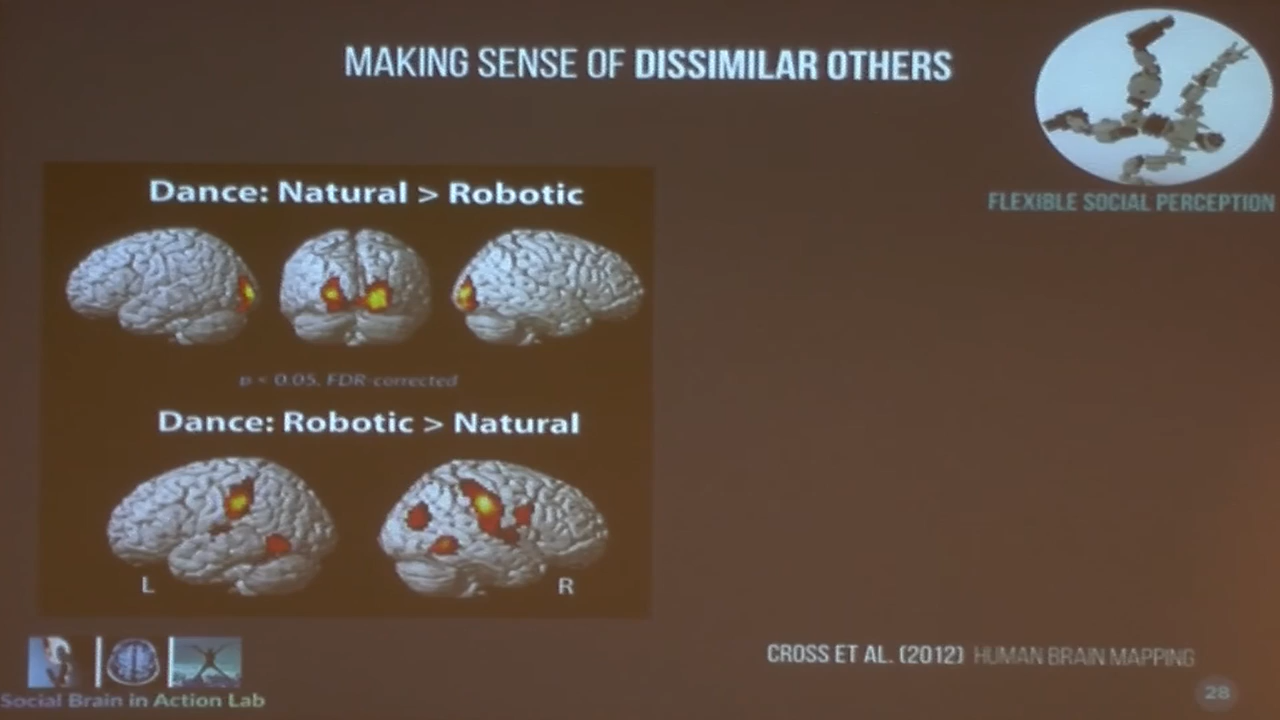 MAKING SENSE OF DISSIMILAR OTHERS
FLEXIBLE SOCIAL PERCEPTION
Dance: Natural > Robotic
p < 0.05, FDR-corrected
Dance: Robotic > Natural
L
R
CROSS ET AL. (2012) HUMAN BRAIN MAPPING
Social Brain in Action Lab
28